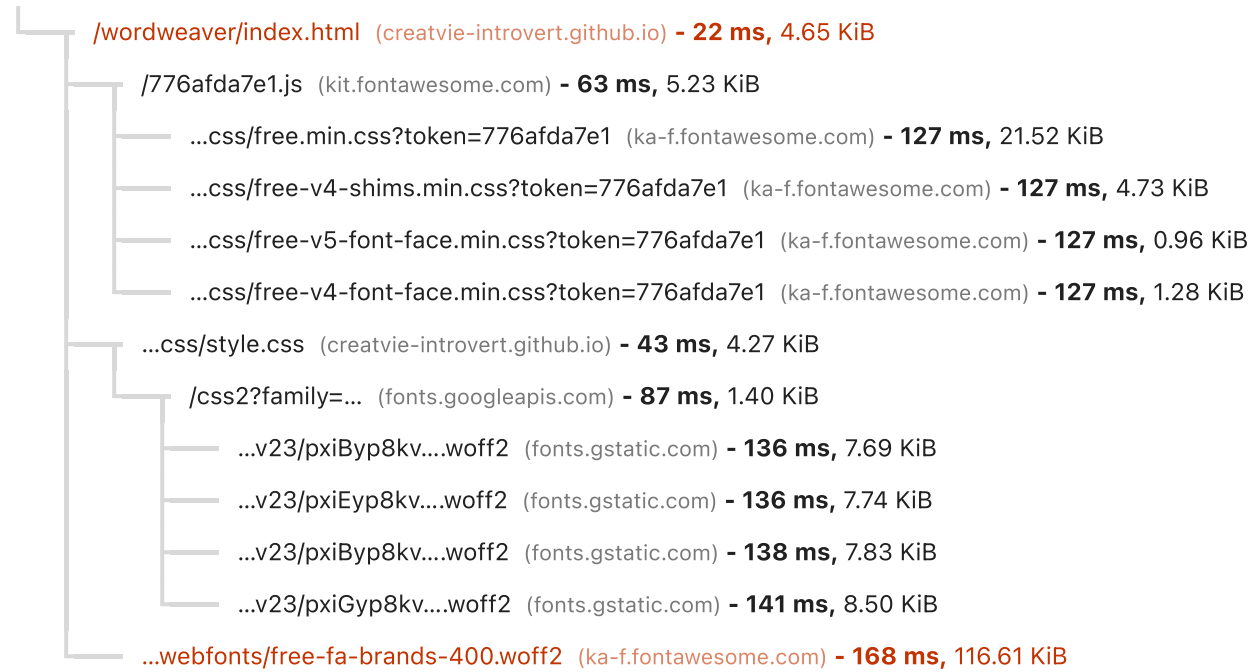 /wordweaver/index.html (creatvie-introvert.github.io) - 22 ms, 4.65 KiB
/776afda7e1.js (kit.fontawesome.com) - 63 ms, 5.23 KiB
...css/free.min.css?token=776afda7e1 (ka-f.fontawesome.com) - 127 ms, 21.52 KiB
...css/free-v4-shims.min.css?token=776afda7e1 (ka-f.fontawesome.com) - 127 ms, 4.73 KiB
...css/free-v5-font-face.min.css?token=776afda7e1 (ka-f.fontawesome.com) - 127 ms, 0.96 KiB
...css/free-v4-font-face.min.css?token=776afda7e1 (ka-f.fontawesome.com) - 127 ms, 1.28 KiB
...css/style.css (creatvie-introvert.github.io) - 43 ms, 4.27 KiB
/css2?family=... (fonts.googleapis.com) - 87 ms, 1.40 KiB
...v23/pxiByp8kv....woff2 (fonts.gstatic.com) - 136 ms, 7.69 KiB
...v23/pxiEyp8kv....woff2 (fonts.gstatic.com) - 136 ms, 7.74 KiB
...v23/pxiByp8kv....woff2 (fonts.gstatic.com) - 138 ms, 7.83 KiB
...v23/pxiGyp8kv....woff2 (fonts.gstatic.com) - 141 ms, 8.50 KiB
...webfonts/free-fa-brands-400.woff2 (ka-f.fontawesome.com) - 168 ms, 116.61 KiB